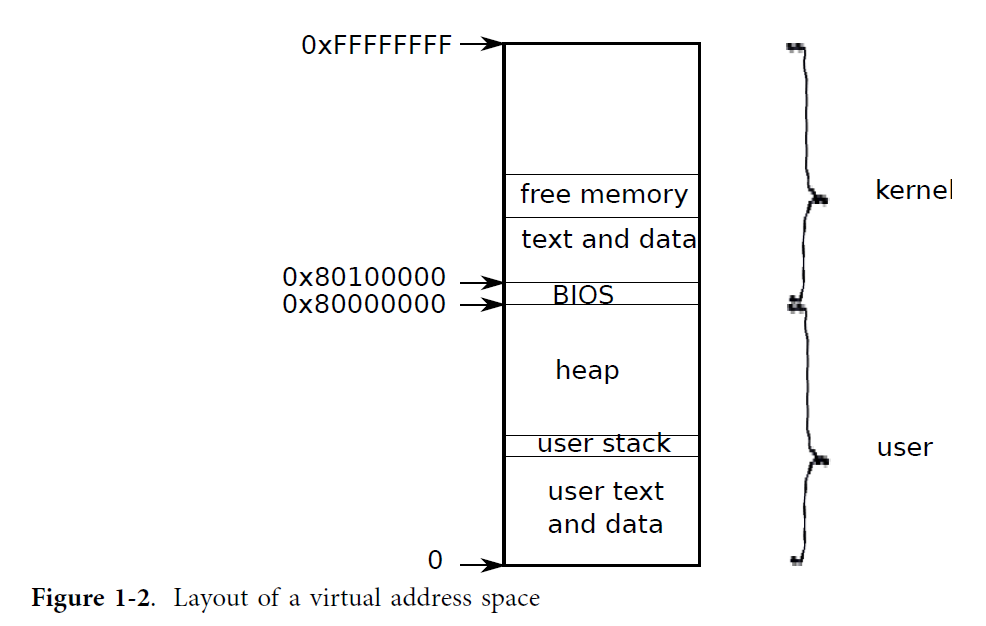 0xFFFFFFFF
kernel
free memory
text and data
0x80100000
0x80000000
BIOS
heap
user stack
user
user text
and data
0
Figure 1-2. Layout of a virtual address space